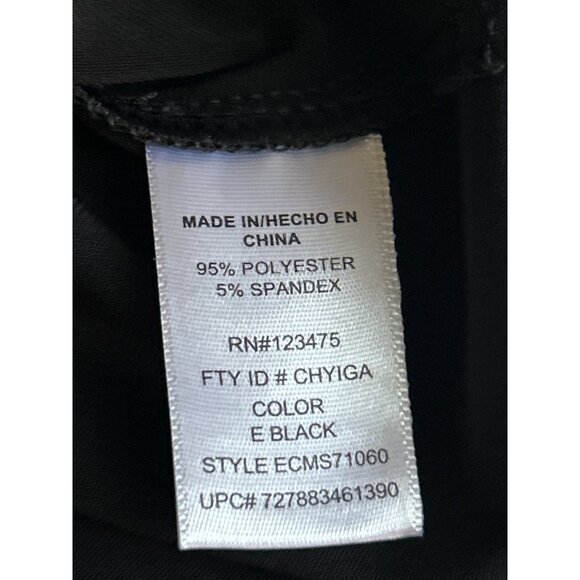 MADE IN/HECHO EN
CHINA
95% POLYESTER
5% SPANDEX
RN#123475
FTY ID # CHYIGA
COLOR
E BLACK
STYLE ECMS71060
UPC# 727883461390